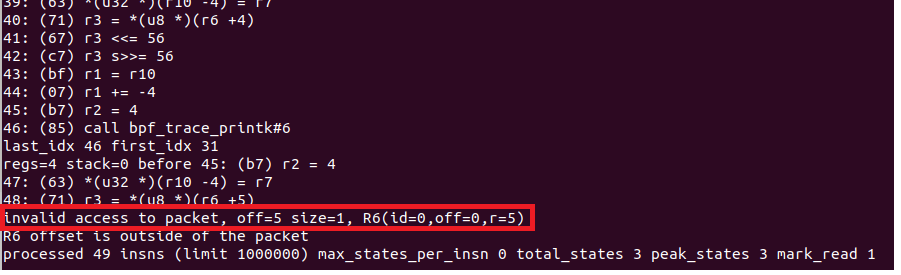 39: (63) *(u32 *)(r10 -4) = r7
40: (71) r3 = *(u8 *)(r6 +4)
41: (67) r3 <<= 56
42: (c7) r3 s>>= 56
43: (bf) r1 = r10
44: (07) r1 += -4
45: (b7) r2 = 4
46: (85) call bpf_trace_printk#6
last_idx 46 first_idx 31
regs=4 stack=0 before 45: (b7) r2 = 4
47: (63) *(u32 *)(r10 -4) = r7
48: (71) r3 = *(u8 *)(r6 +5)
invalid access to packet, off=5 size=1, R6(id=0,off=0,r=5)
R6 offset is outside of the packet
processed 49 insns (limit 1000000) max_states_per_insn 0 total_states 3 peak_states 3 mark_read 1